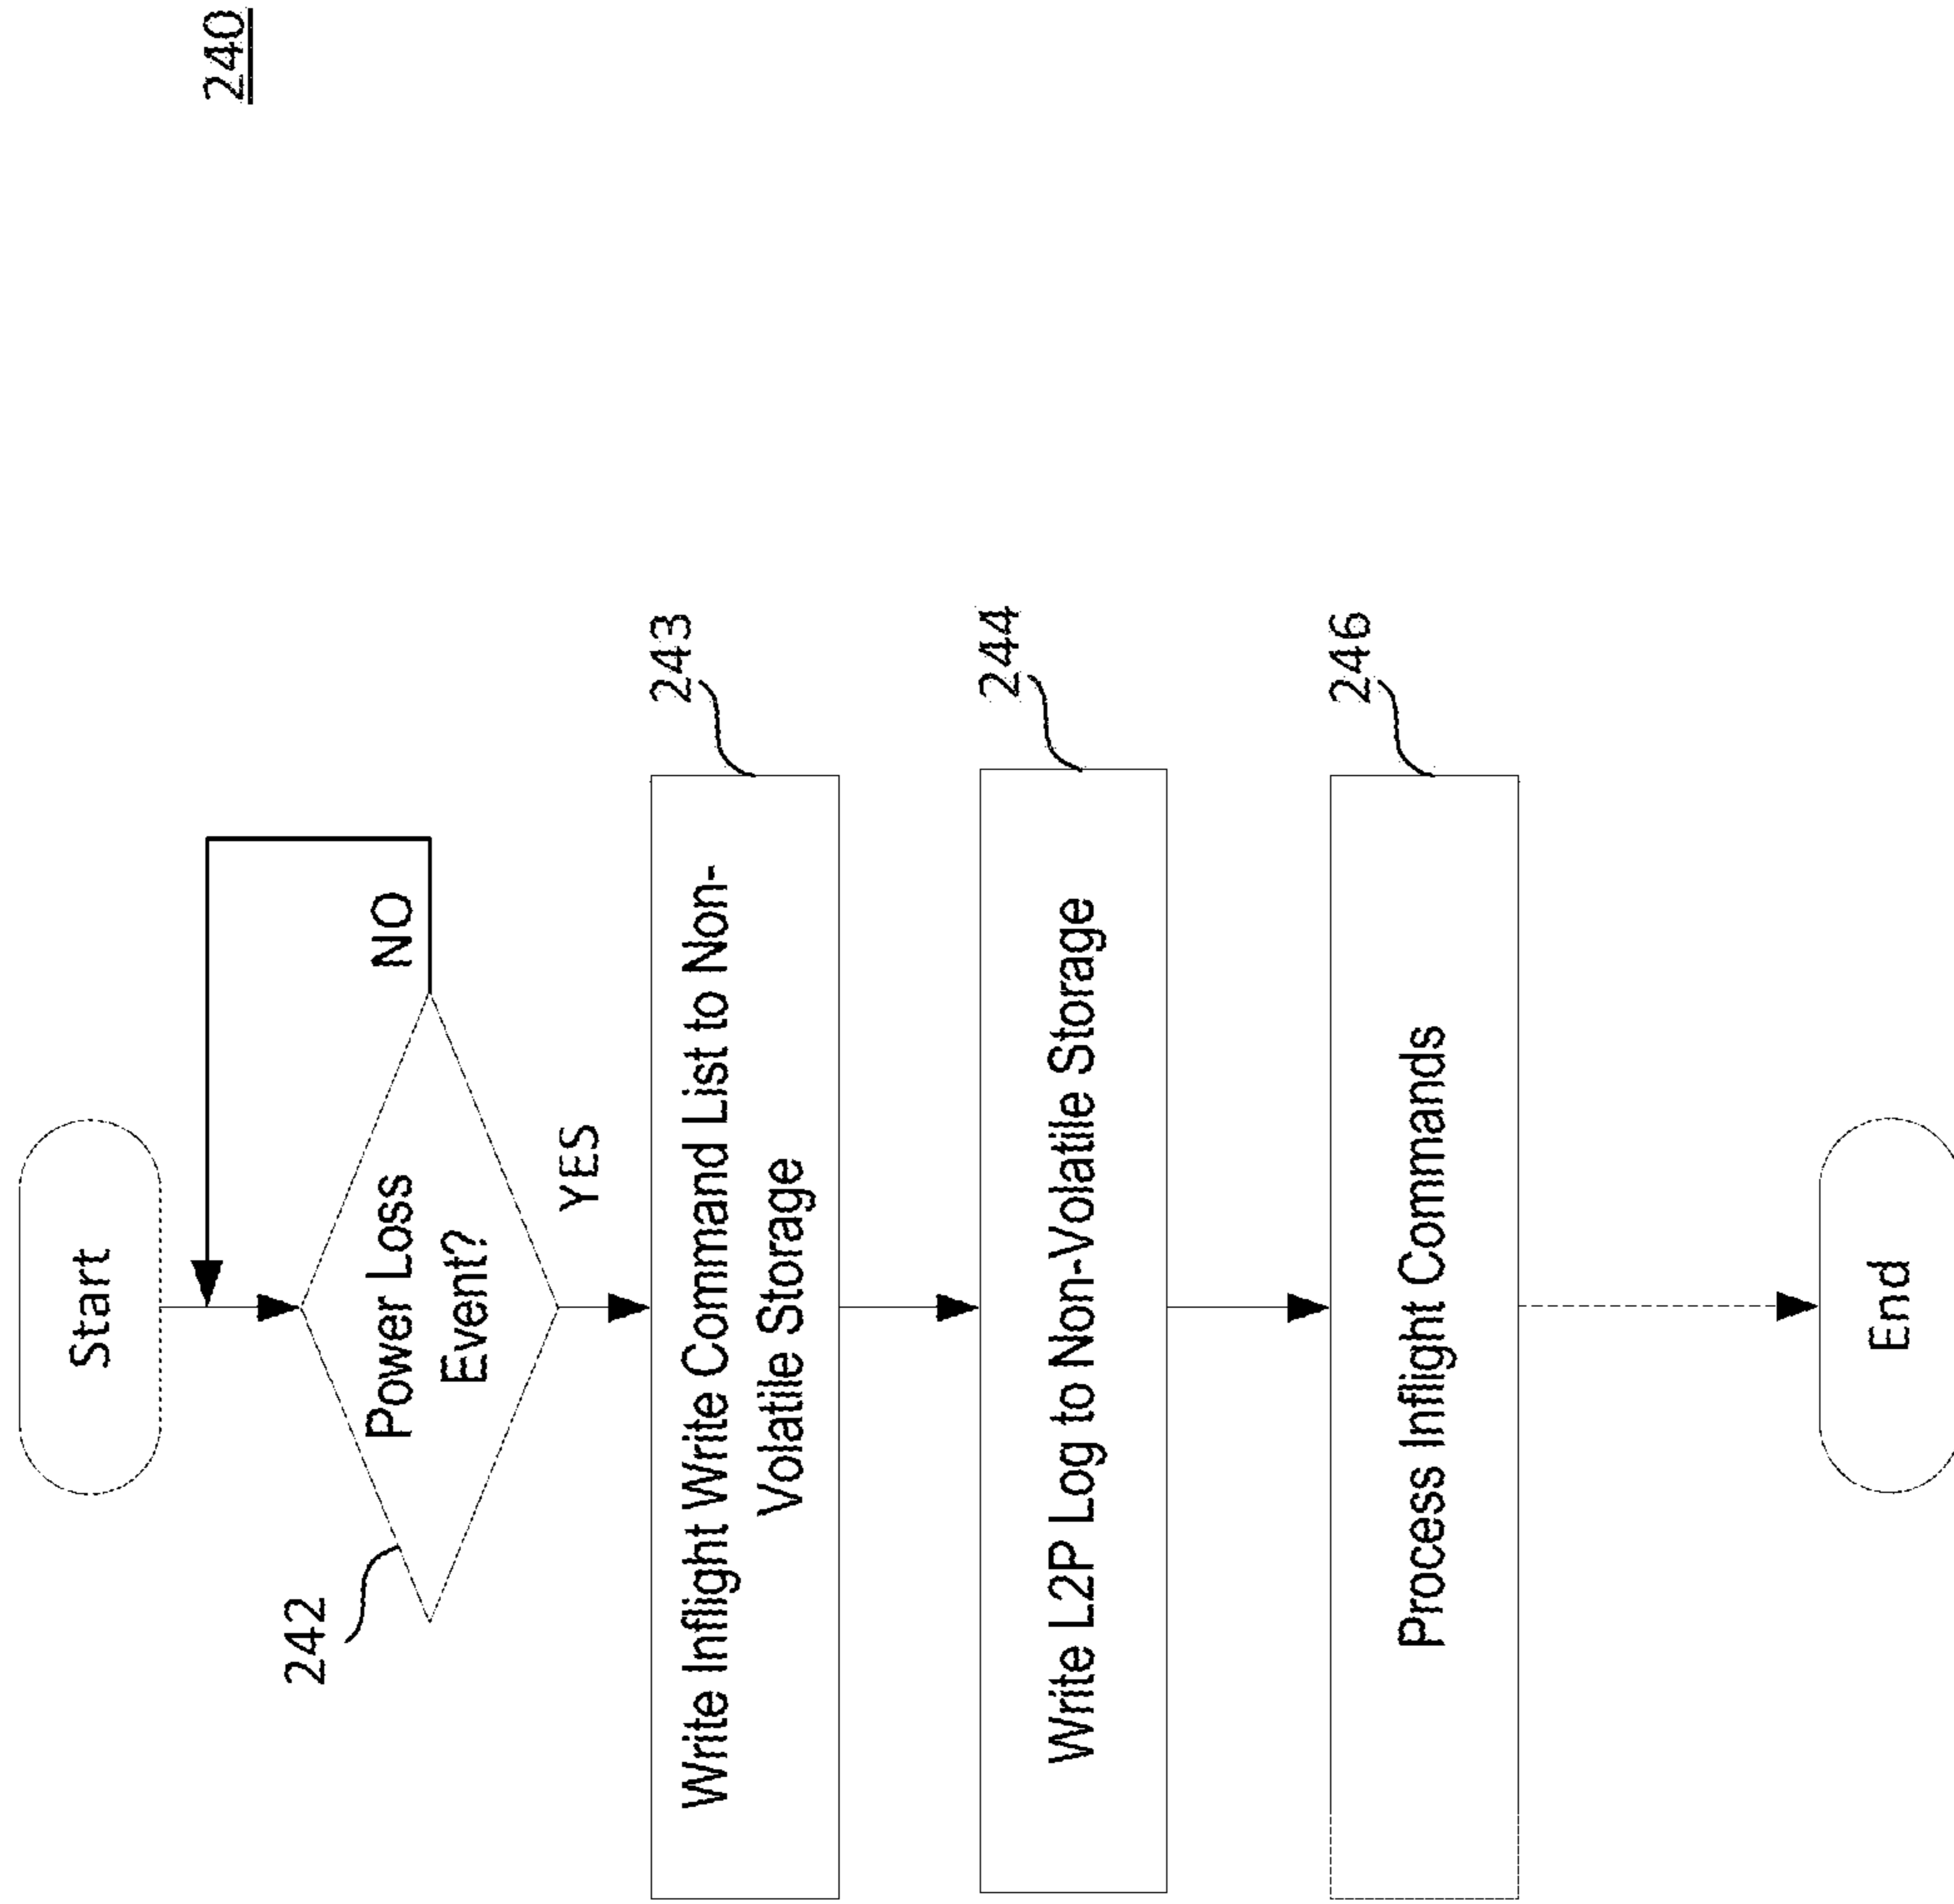 240
Start
242
Power Loss
Event?
NO
YES
243
Write Inflight Write Command List to Non-
Volatile Storage
244
Write L2P Log to Non-Volatile Storage
246
Process Inflight Commands
End